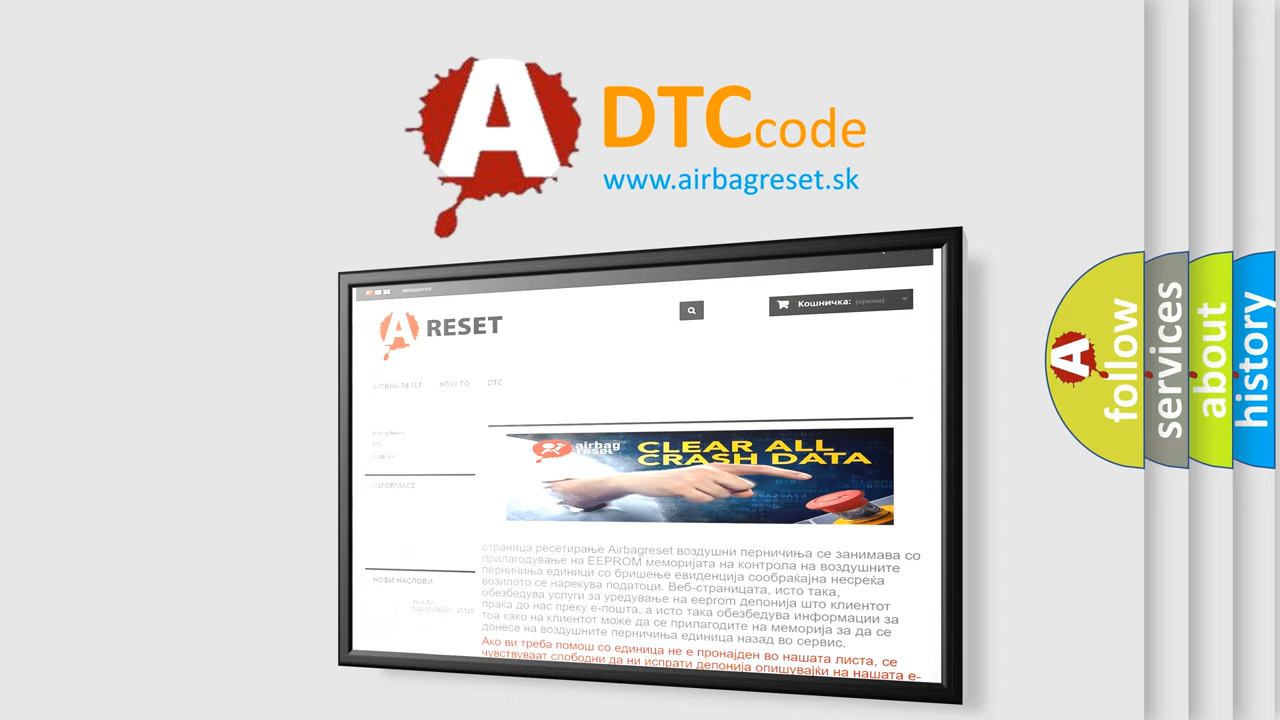 A DTC code
www.airbagreset.sk
A RESET
Кошничка: (празна)
AIRBAG RESET HOW TO DTC
INFORMACE
airbag reset
CLEAR ALL
CRASH DATA
страница ресетирање Airbagreset воздушни перничиња се занимава со
прилагодување на EEPROM меморијата на контрола на воздушните
перничиња единици со бришење евиденција сообраќајна несреќа
возилото се нарекува податоци. Веб-страницата, исто така,
обезбедува услуги за уредување на eeprom депонија што клиентот
праќа до нас преку е-пошта, а исто така обезбедува информации за
тоа како на клиентот може да се прилагодите на меморија за да се
донесе на воздушните перничиња единица назад во сервис.
Ако ви треба помош со единица не е пронајден во нашата листа, се
чувствуваат слободни да ни испрати депонија опишувајќи на нашата е-
НОВИ НАСЛОВИ
A follow
services
about
history